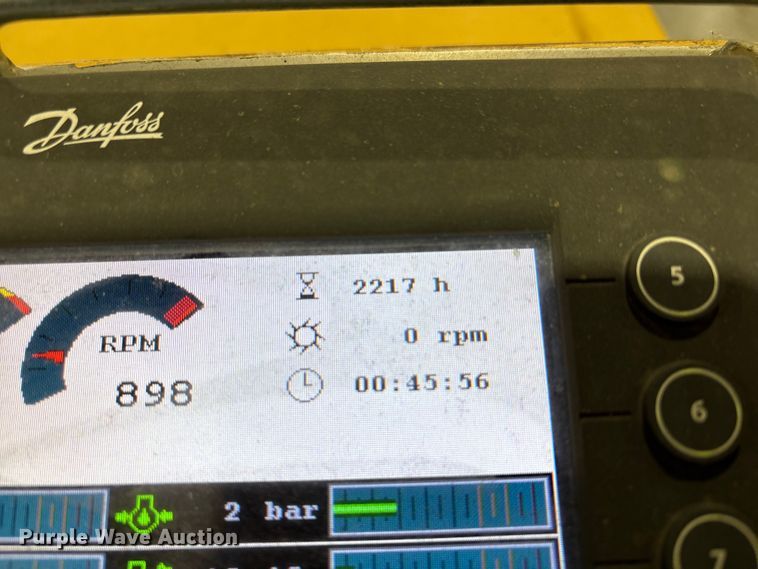 Danfoss
2217 h
5
RPM
0 rpm
898
00:45:56
6
2 bar
7
Purple Wave Auction